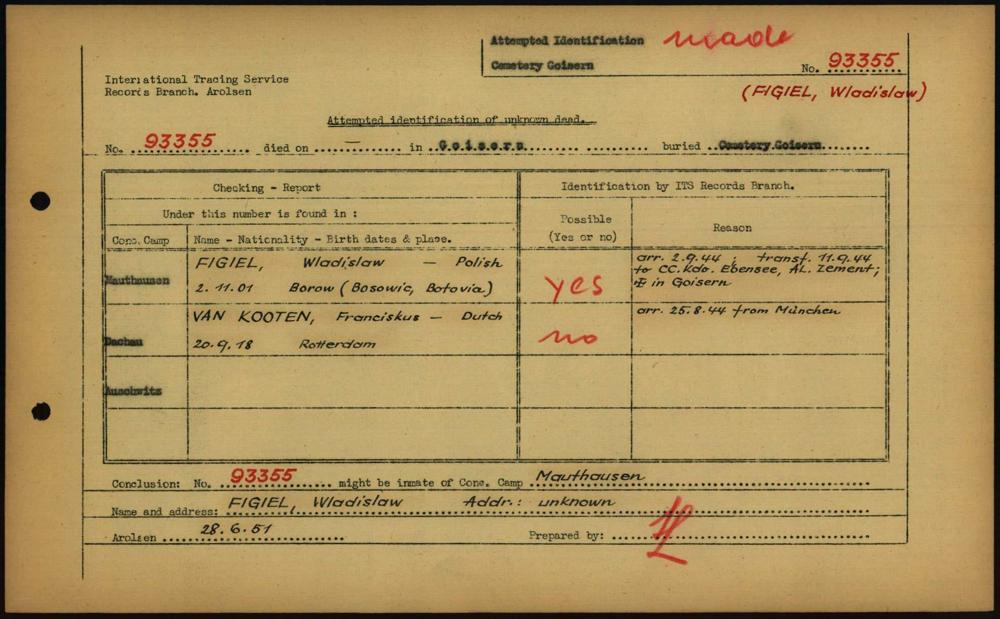 Attempted Identification made
Cemetery Goisern
No. 93355
International Tracing Service
Records Branch. Arolsen
(FIGIEL, Wladislaw)
Attempted identification of unknown dead.
No. 93355 died on — in Goisern buried Cemetery Goisern
Checking - Report
Identification by ITS Records Branch.
Under this number is found in :
Possible
(Yes or no)
Reason
Conc. Camp
Name - Nationality - Birth dates & place.
Mauthausen
FIGIEL, Wladislaw — Polish
2. 11.01 Borow (Bosowic, Botovia)
yes
arr. 2.9.44 ; transf. 11.9.44
to CC. kdo. Ebensee, AL. Zement;
in Goisern
Dachau
VAN KOOTEN, Franciskus — Dutch
20.9.18 Rotterdam
no
arr. 25.8.44 from München
Auschwitz
Conclusion: No. 93355 might be inmate of Conc. Camp Mauthausen
Name and address: FIGIEL, Wladislaw Addr.: unknown
Arolsen 28.6.51 Prepared by: